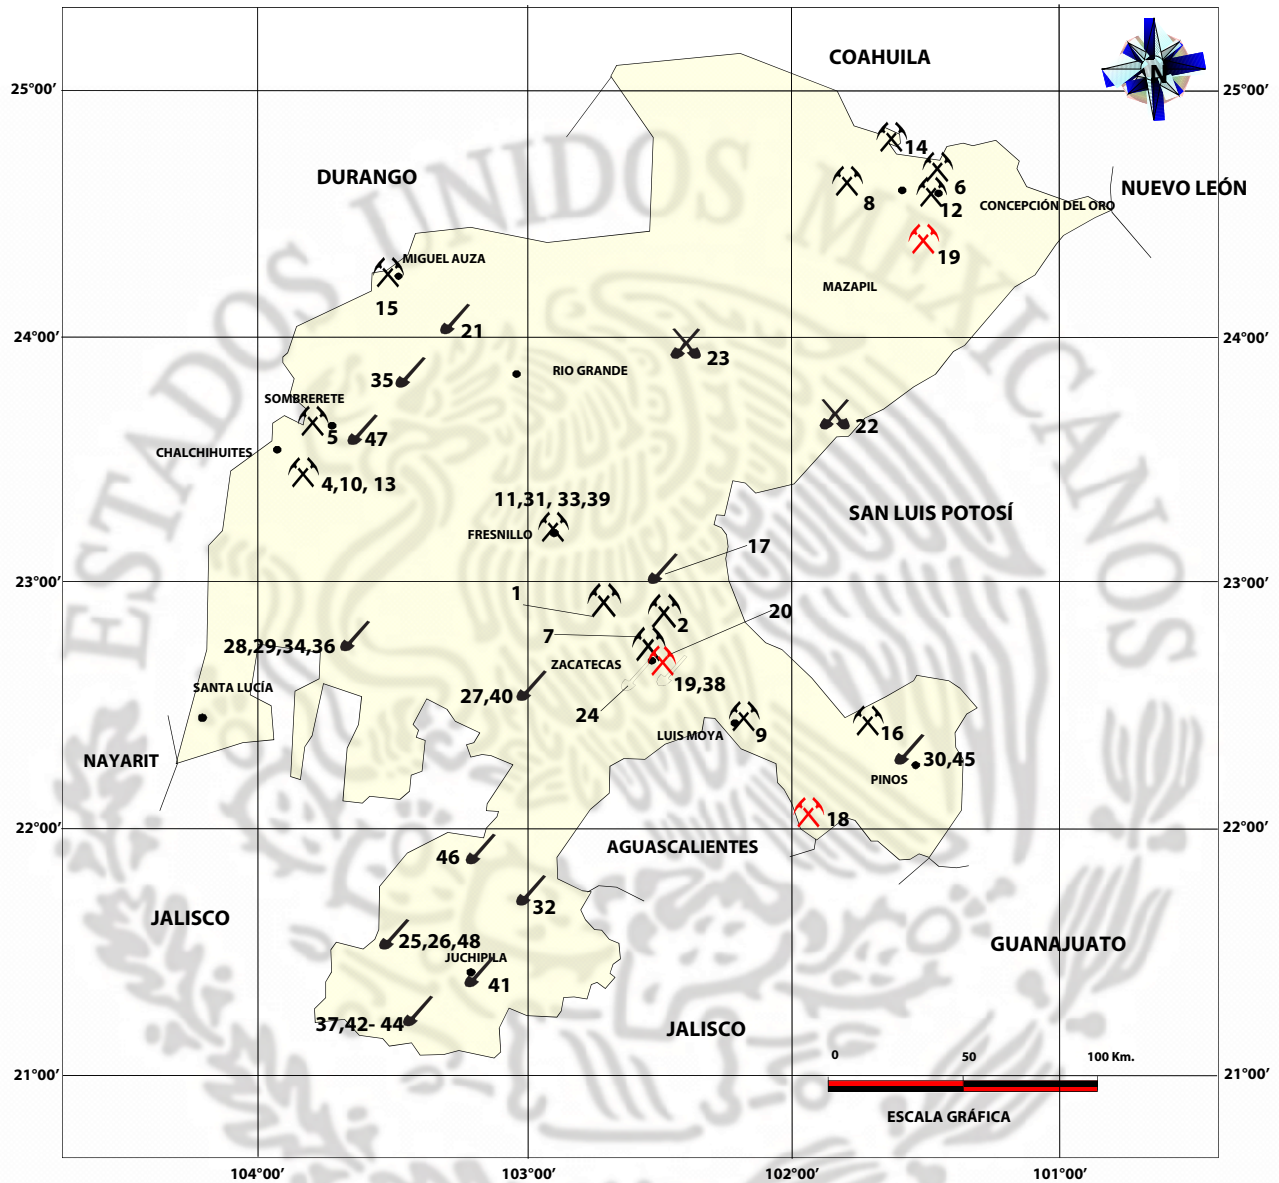 COAHUILA
N
25°00’
25°00’
14
DURANGO
6
NUEVO LEÓN
8
12
CONCEPCIÓN DEL ORO
19
MIGUEL AUZA
MAZAPIL
15
21
24°00’
24°00’
23
35
RIO GRANDE
SOMBRERETE
22
5
47
CHALCHIHUITES
4,10, 13
11,31, 33,39
SAN LUIS POTOSÍ
FRESNILLO
17
23°00’
23°00’
1
20
2
7
28,29,34,36
ZACATECAS
19,38
SANTA LUCÍA
27,40
24
LUIS MOYA
9
16
NAYARIT
30,45
PINOS
18
22°00’
22°00’
AGUASCALIENTES
46
32
JALISCO
25,26,48
GUANAJUATO
JUCHIPILA
41
37,42- 44
JALISCO
0
50
100 Km.
21°00’
21°00’
ESCALA GRÁFICA
104°00’
103°00’
102°00’
101°00’
ESTADOS UNIDOS MEXICANOS